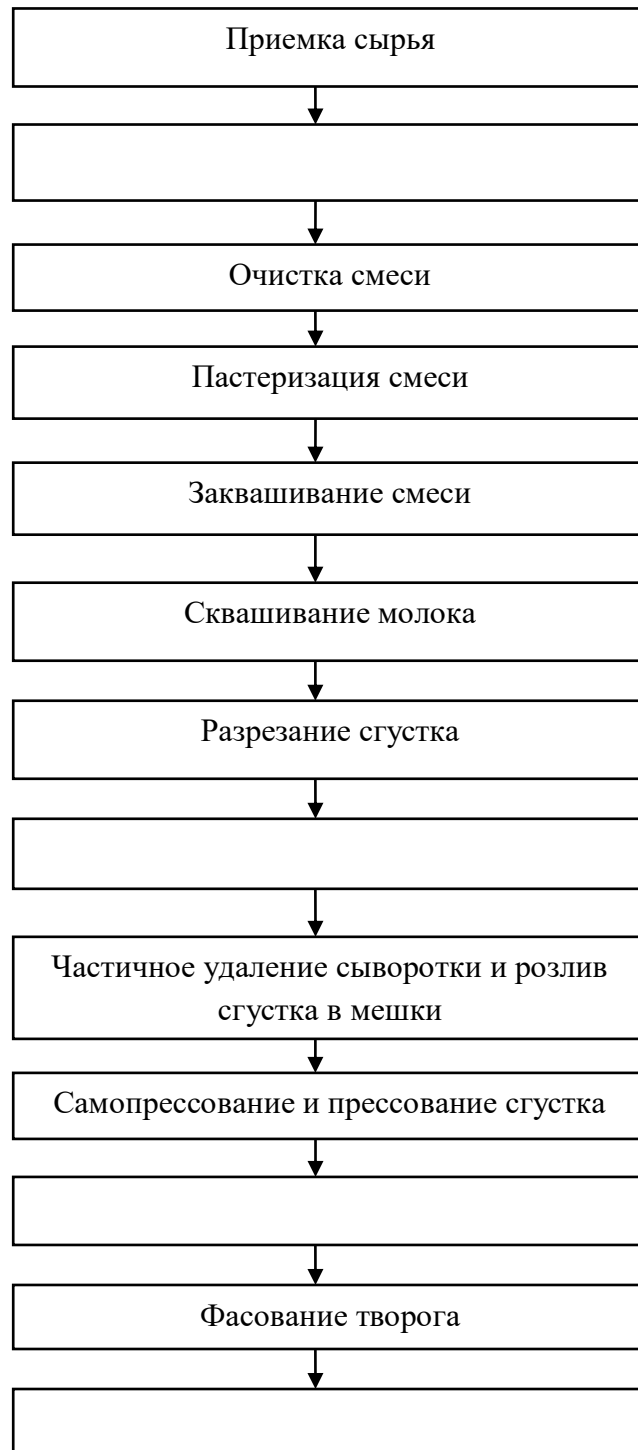 Приемка сырья
Очистка смеси
Пастеризация смеси
Заквашивание смеси
Сквашивание молока
Разрезание сгустка
Частичное удаление сыворотки и розлив
сгустка в мешки
Самопрессование и прессование сгустка
Фасование творога